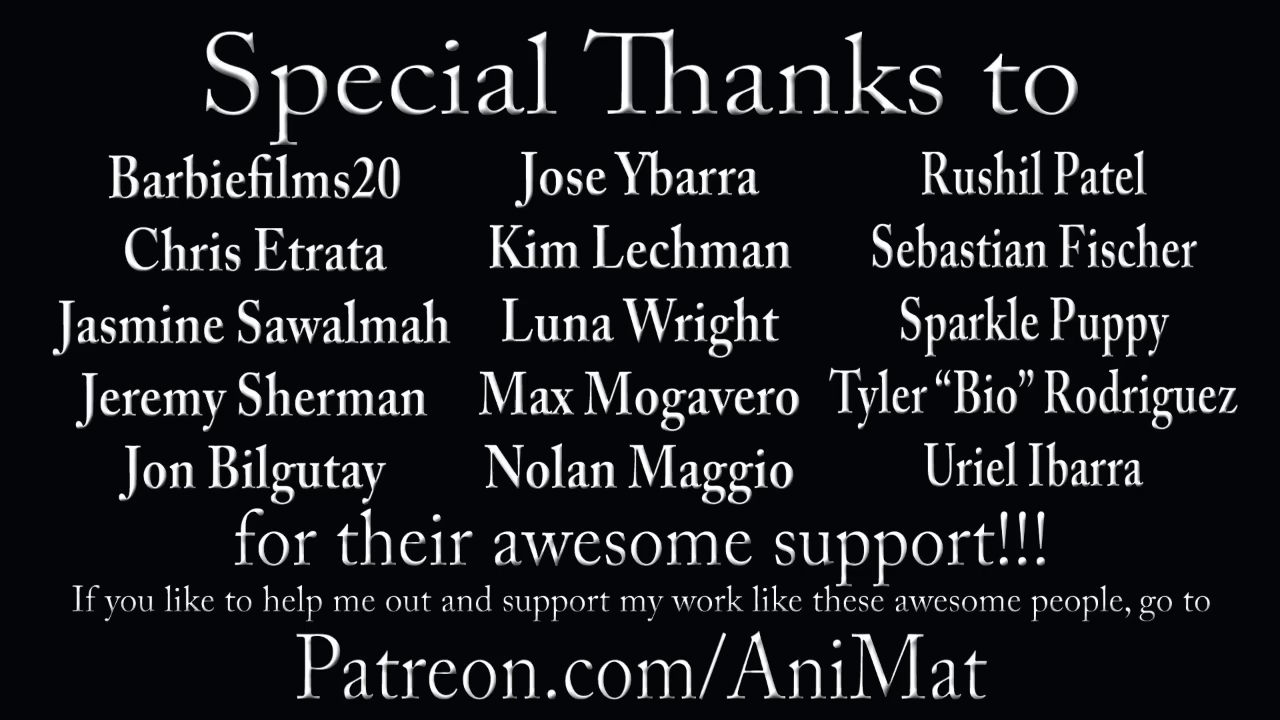 Special Thanks to
Barbiefilms20 Jose Ybarra Rushil Patel
Chris Etrata Kim Lechman Sebastian Fischer
Jasmine Sawalmah Luna Wright Sparkle Puppy
Jeremy Sherman Max Mogavero Tyler “Bio” Rodriguez
Jon Bilgutay Nolan Maggio Uriel Ibarra
for their awesome support!!!
If you like to help me out and support my work like these awesome people, go to
Patreon.com/AniMat